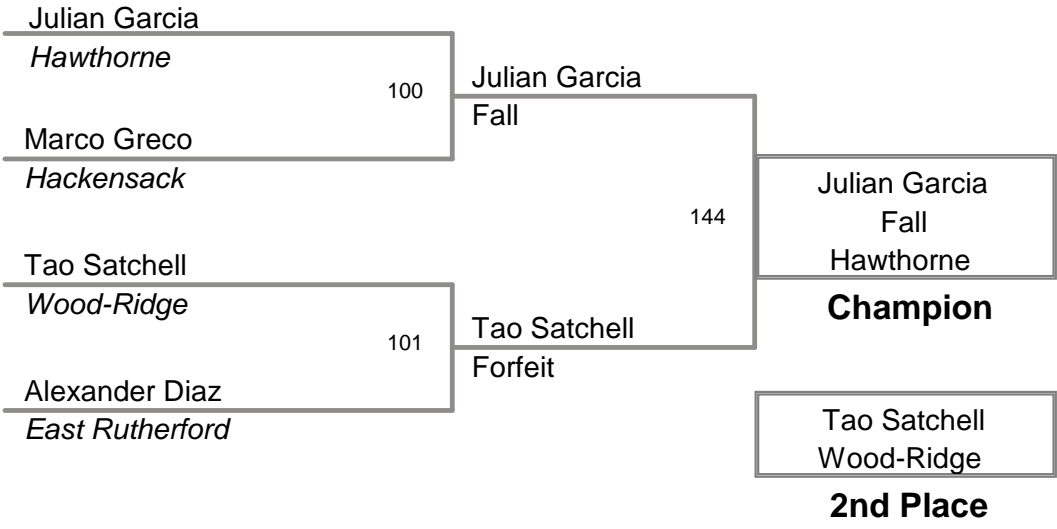 Julian Garcia
Hawthorne
100
Marco Greco
Hackensack
Tao Satchell
Wood-Ridge
101
Alexander Diaz
East Rutherford
Julian Garcia
Fall
144
Tao Satchell
Forfeit
Julian Garcia
Fall
Hawthorne
Champion
Tao Satchell
Wood-Ridge
2nd Place